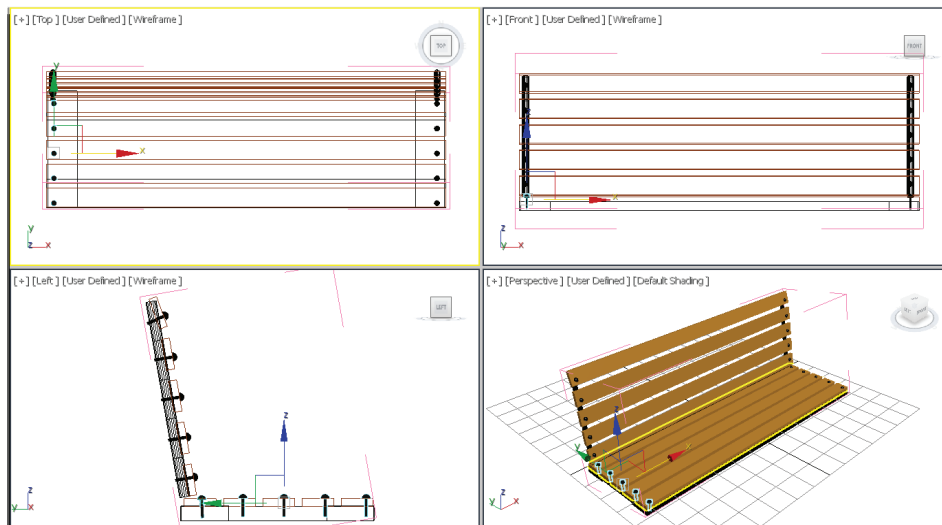 [+] [Top] [User Defined] [Wireframe]
TOP
y
x
y
z x
[+] [Front] [User Defined] [Wireframe]
FRONT
x
z
y x
[+] [Left] [User Defined] [Wireframe]
LEFT
z
z
y x
[+] [Perspective] [User Defined] [Default Shading]
z
x
y
z
y x